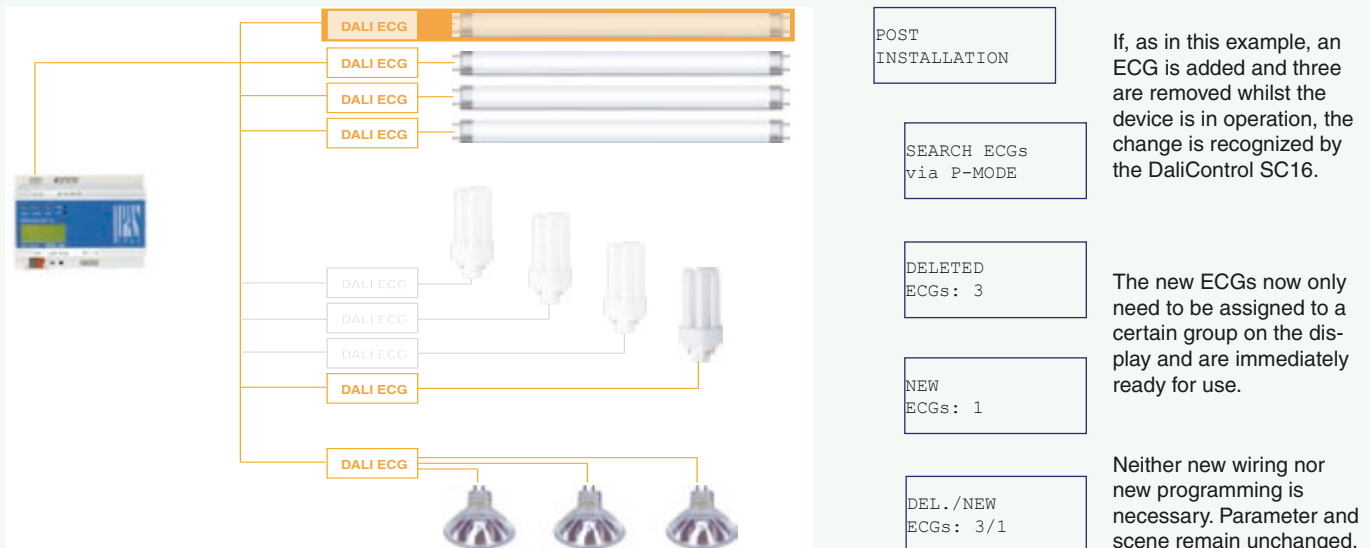 DALI ECG
DALI ECG
DALI ECG
DALI ECG
DALI ECG
DALI ECG
DALI ECG
DALI ECG
DALI ECG
POST
INSTALLATION
SEARCH ECGs
via P-MODE
DELETED
ECGs: 3
NEW
ECGs: 1
DEL./NEW
ECGs: 3/1
If, as in this example, an
ECG is added and three
are removed whilst the
device is in operation, the
change is recognized by
the DaliControl SC16.
The new ECGs now only
need to be assigned to a
certain group on the dis-
play and are immediately
ready for use.
Neither new wiring nor
new programming is
necessary. Parameter and
scene remain unchanged.